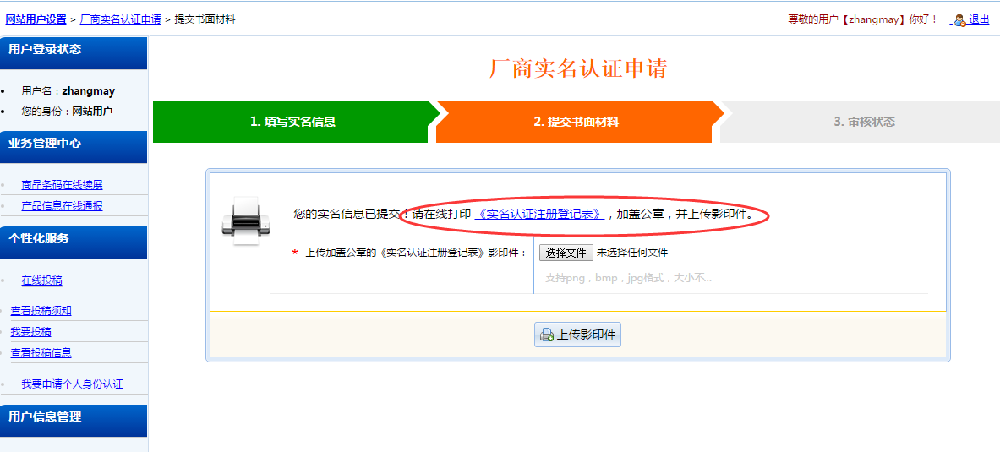 网站用户设置 > 厂商实名认证申请 > 提交书面材料
尊敬的用户【zhangmay】你好！ 退出
用户登录状态
用户名：zhangmay
您的身份：网站用户
业务管理中心
商品条码在线续展
产品信息在线通报
个性化服务
在线投稿
查看投稿须知
我要投稿
查看投稿信息
我要申请个人身份认证
用户信息管理
厂商实名认证申请
1. 填写实名信息
2. 提交书面材料
3. 审核状态
您的实名信息已提交！请在线打印 《实名认证注册登记表》，加盖公章，并上传影印件。
* 上传加盖公章的《实名认证注册登记表》影印件： 选择文件 未选择任何文件
支持png，bmp，jpg格式，大小不...
上传影印件